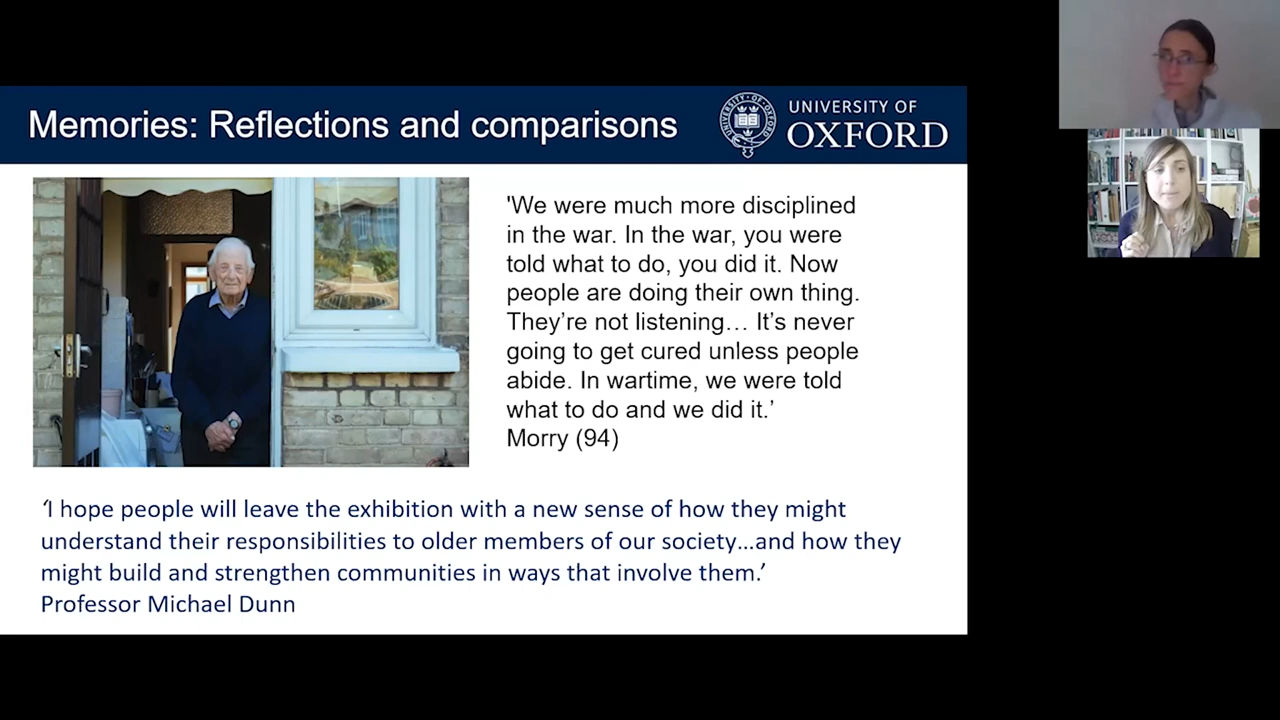 Memories: Reflections and comparisons
UNIVERSITY OF
OXFORD
'We were much more disciplined
in the war. In the war, you were
told what to do, you did it. Now
people are doing their own thing.
They’re not listening… It’s never
going to get cured unless people
abide. In wartime, we were told
what to do and we did it.’
Morry (94)
‘I hope people will leave the exhibition with a new sense of how they might
understand their responsibilities to older members of our society…and how they
might build and strengthen communities in ways that involve them.’
Professor Michael Dunn